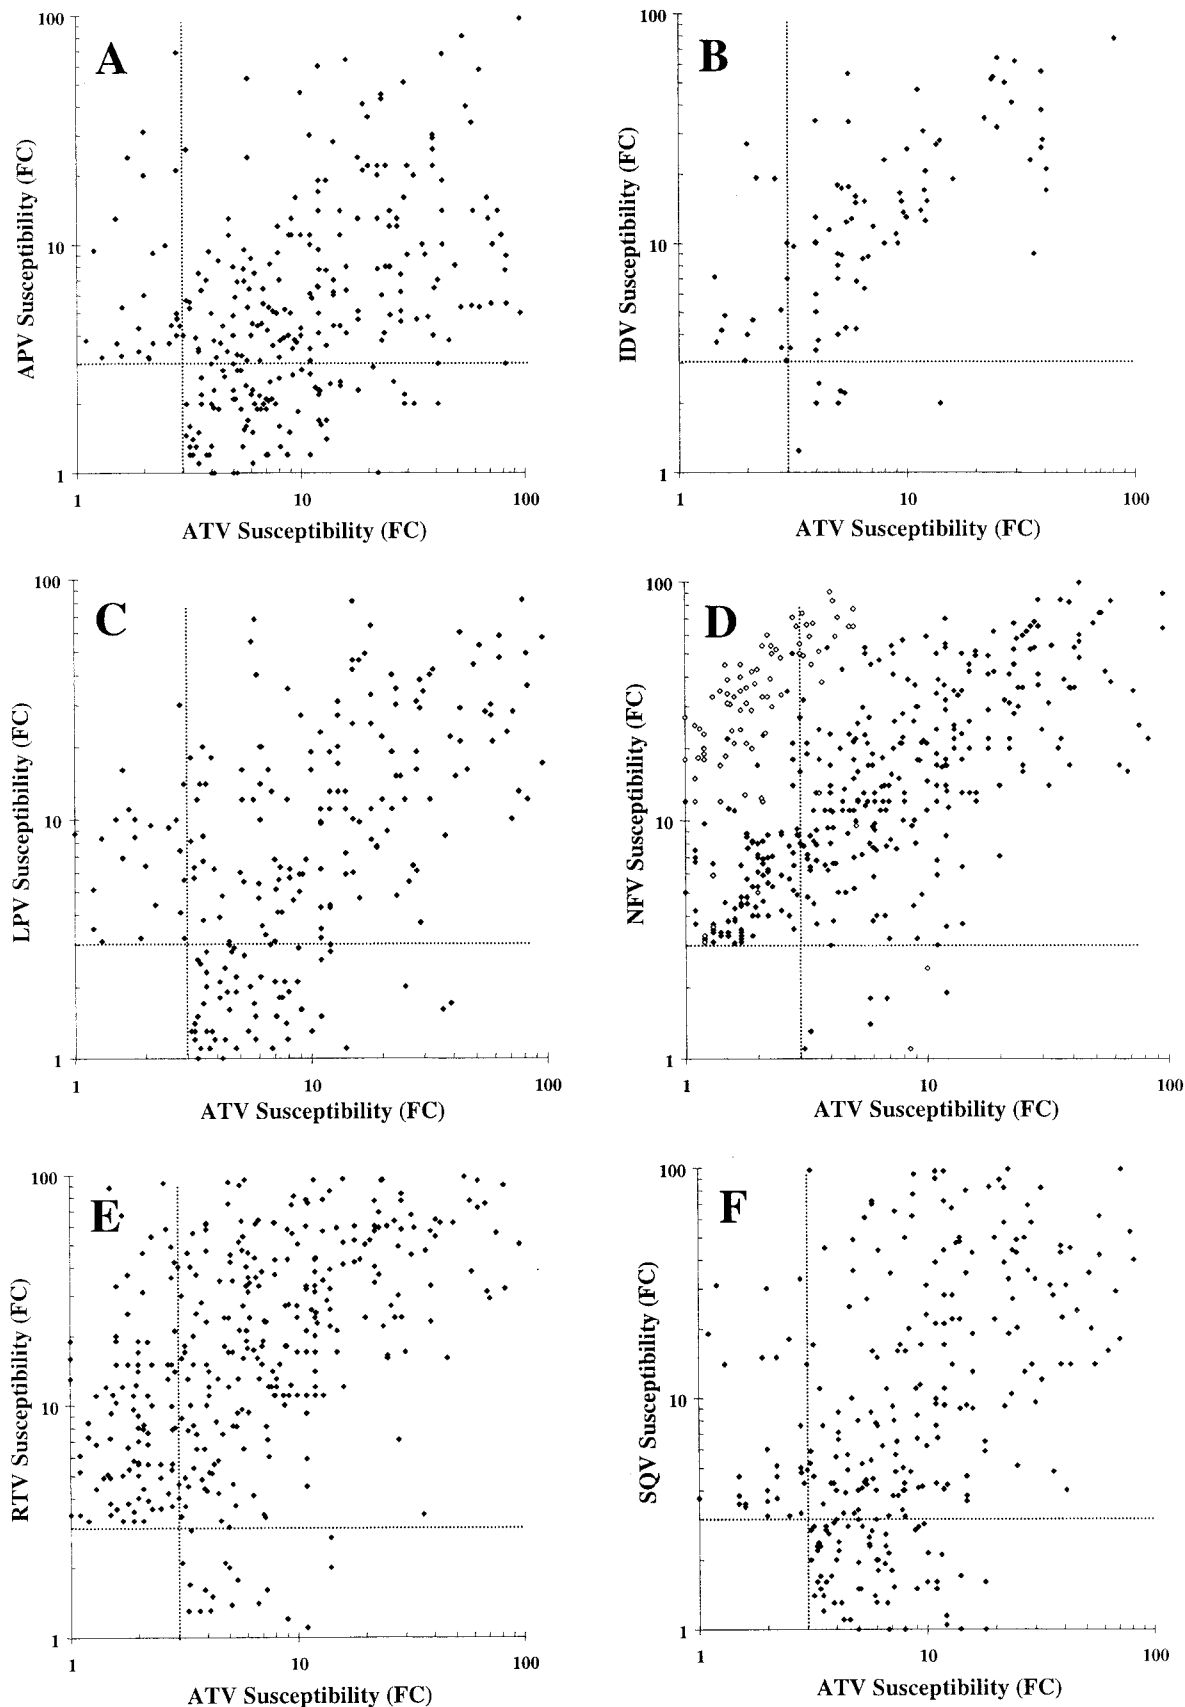 A
100
10
1
APV Susceptibility (FC)
1
10
100
ATV Susceptibility (FC)
B
100
10
1
IDV Susceptibility (FC)
1
10
100
ATV Susceptibility (FC)
C
100
10
1
LPV Susceptibility (FC)
1
10
100
ATV Susceptibility (FC)
D
100
10
1
NFV Susceptibility (FC)
1
10
100
ATV Susceptibility (FC)
E
100
10
1
RTV Susceptibility (FC)
1
10
100
ATV Susceptibility (FC)
F
100
10
1
SQV Susceptibility (FC)
1
10
100
ATV Susceptibility (FC)